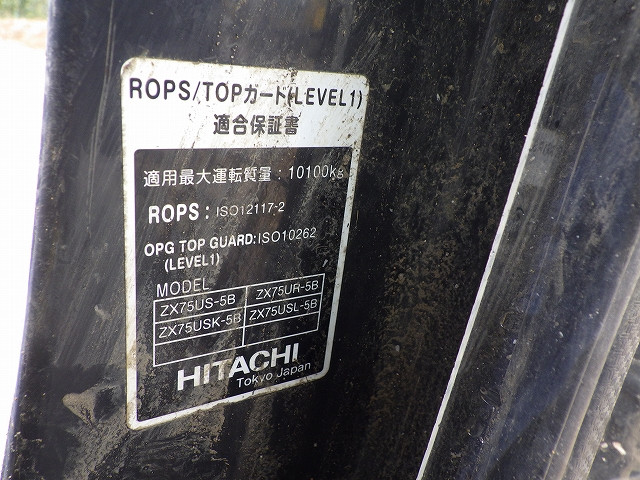 ROPS/TOPガード(LEVEL1)
適合保証書
適用最大運転質量 : 10100kg
ROPS : ISO12117-2
OPG TOP GUARD:ISO10262
(LEVEL1)
MODEL
ZX75US-5B ZX75UR-5B
ZX75USK-5B ZX75USL-5B
HITACHI
Tokyo Japan